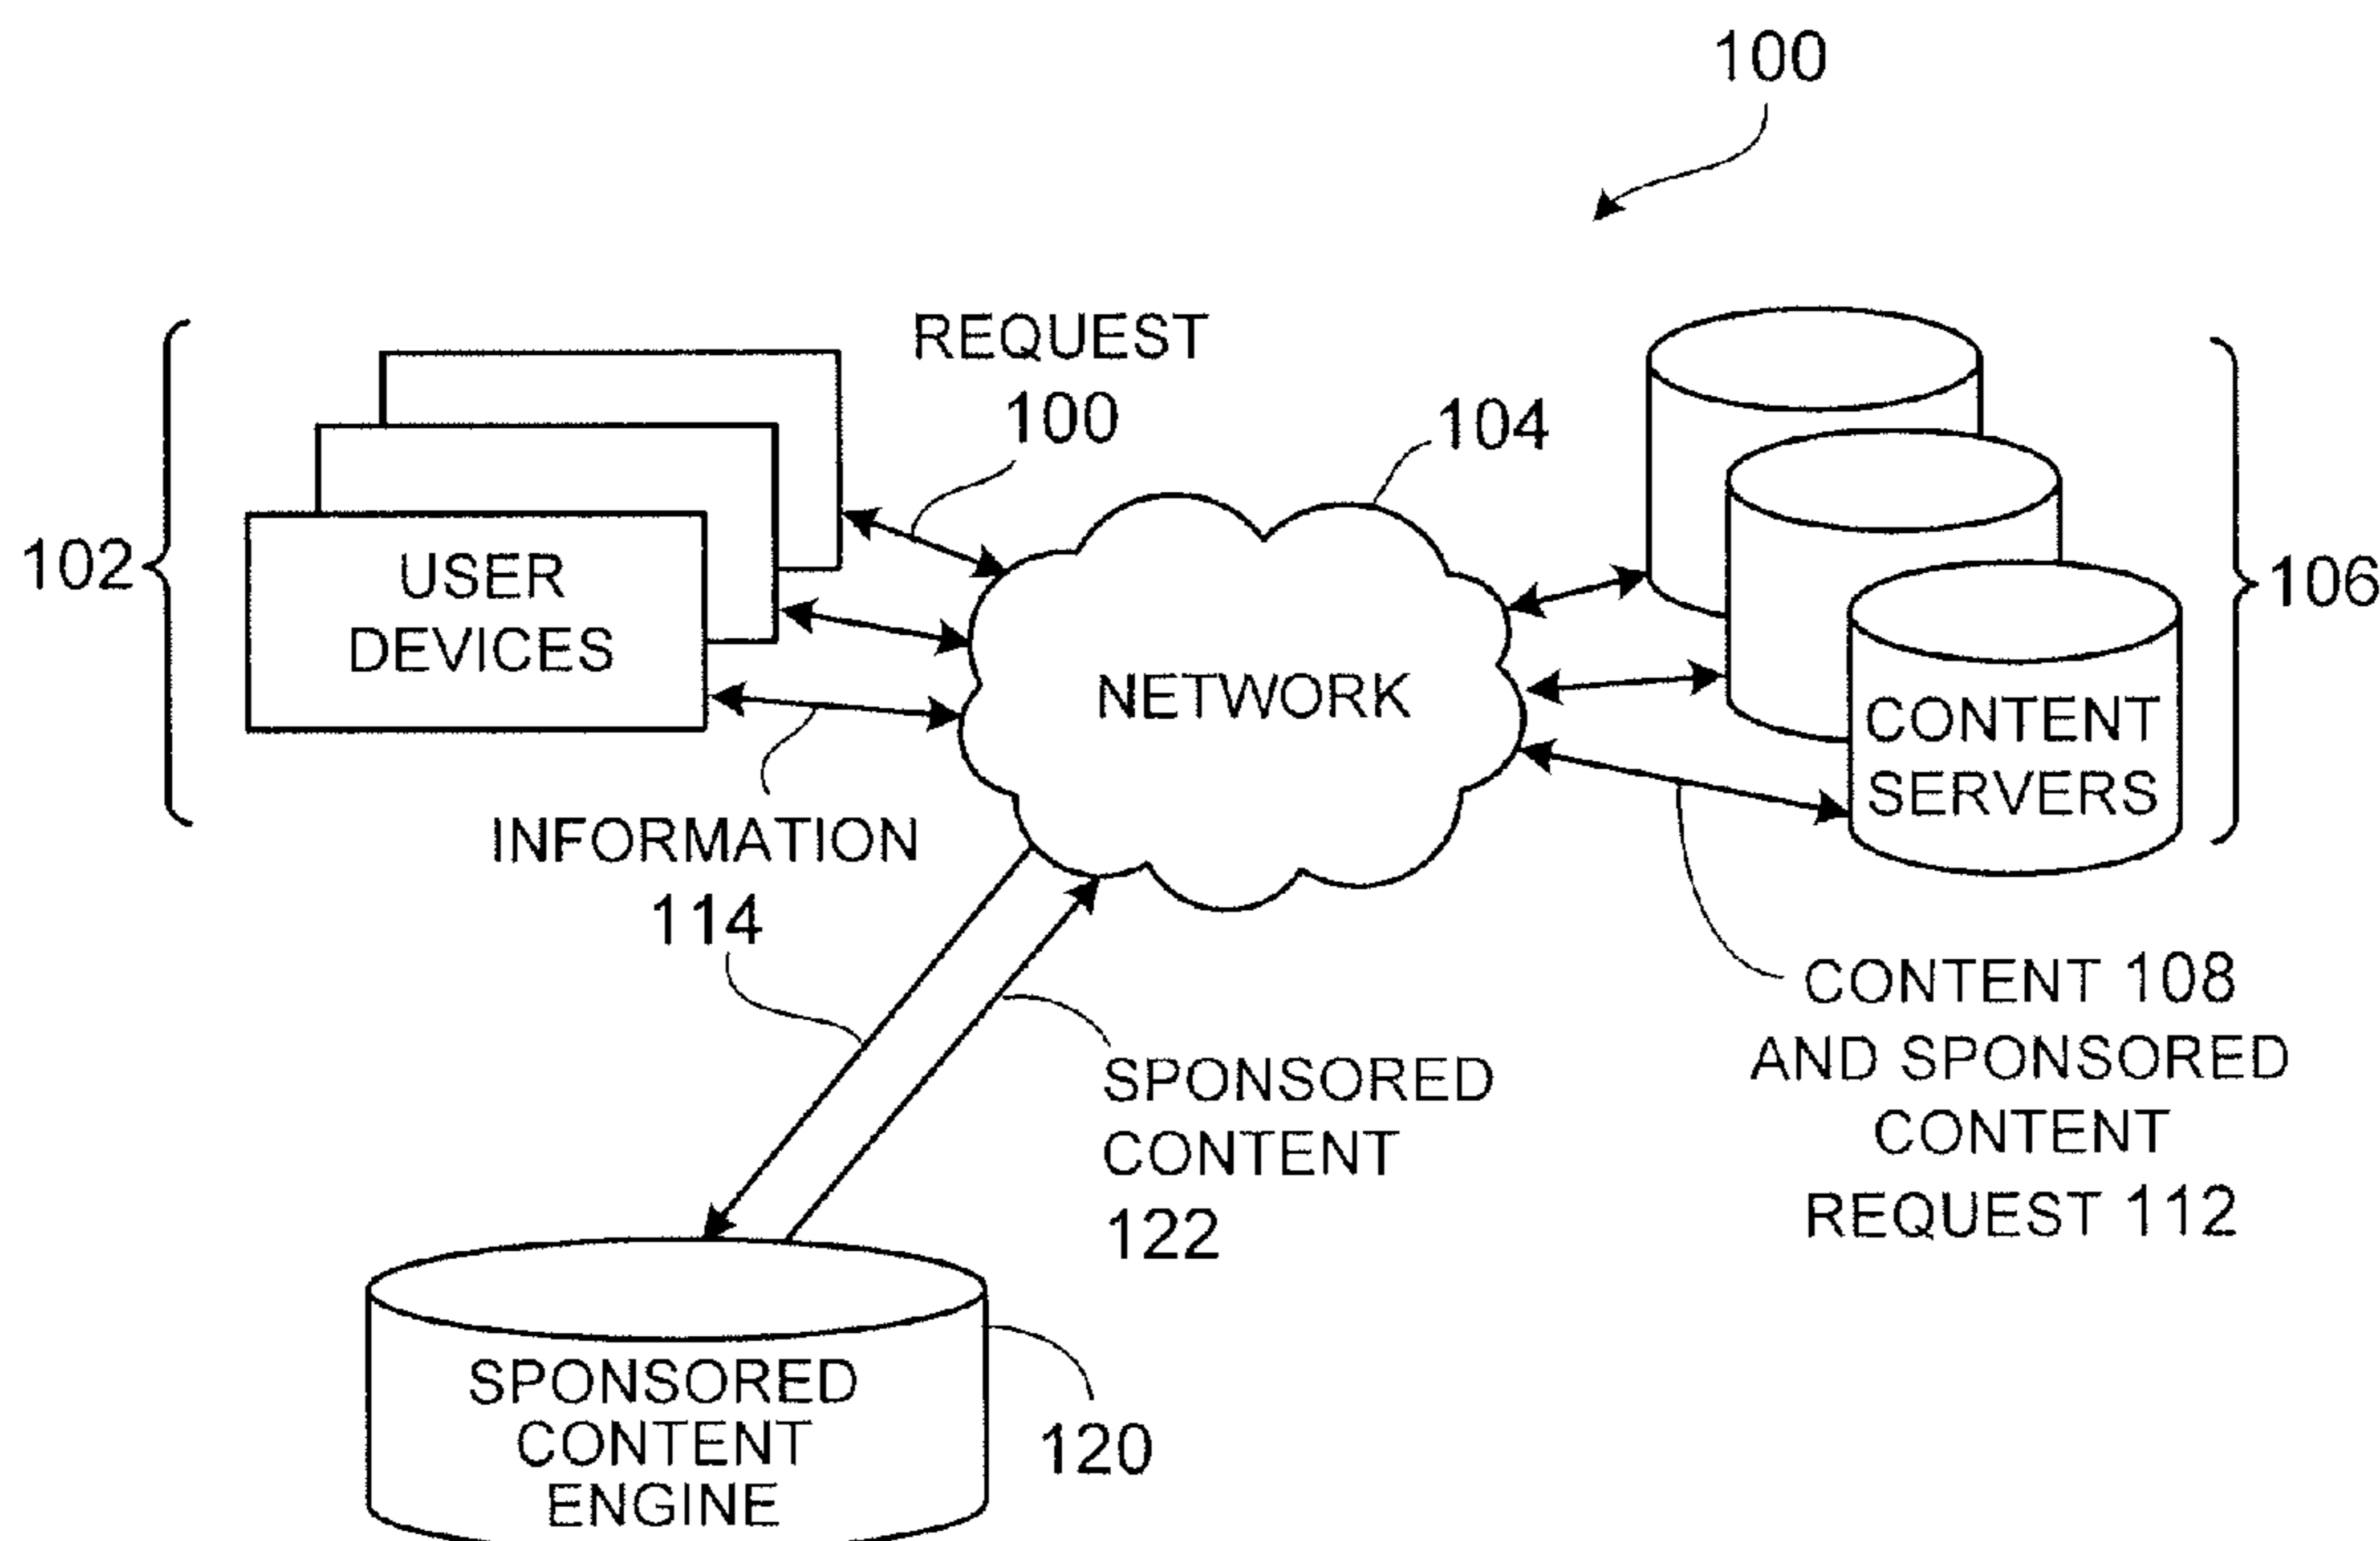 100
REQUEST
100
104
102
USER
DEVICES
106
NETWORK
CONTENT
SERVERS
INFORMATION
114
CONTENT 108
AND SPONSORED
CONTENT
REQUEST 112
SPONSORED
CONTENT
122
SPONSORED
CONTENT
ENGINE
120